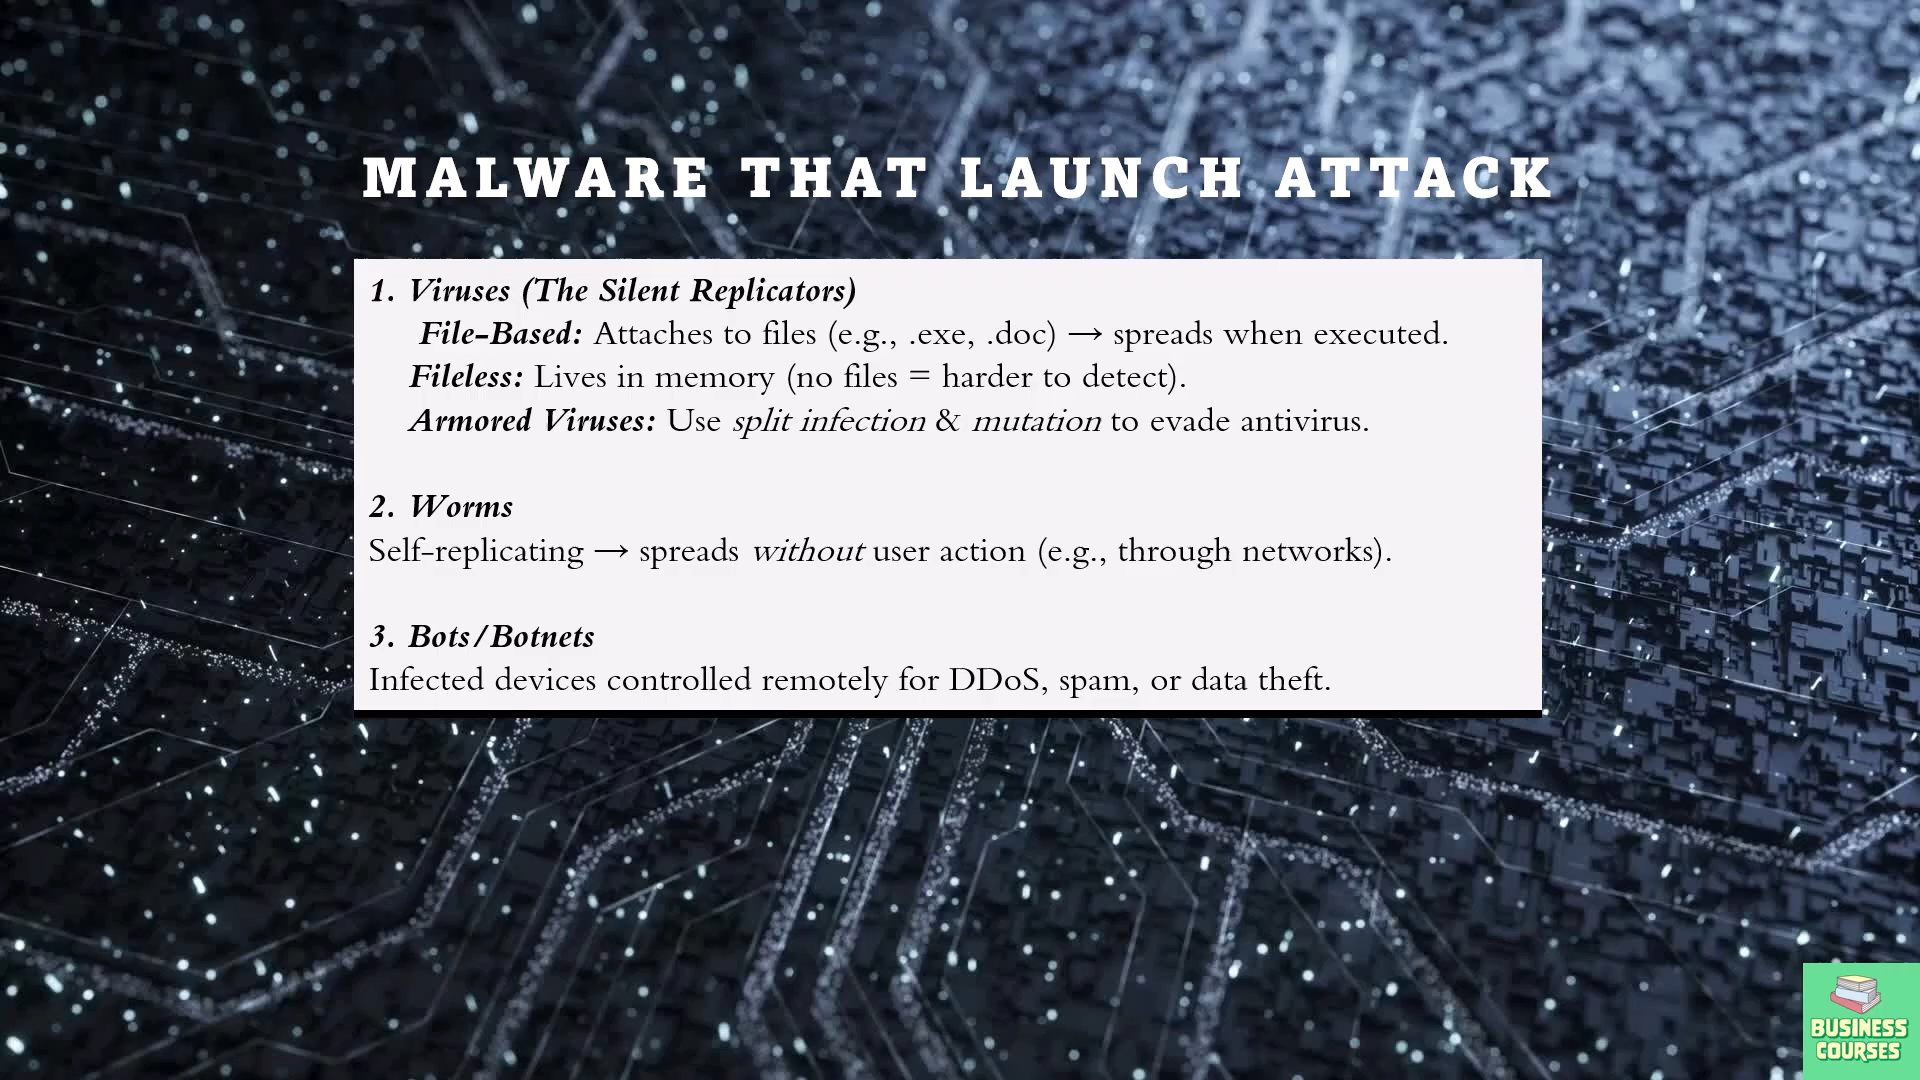 MALWARE THAT LAUNCH ATTACK
1. Viruses (The Silent Replicators)
File-Based: Attaches to files (e.g., .exe, .doc) → spreads when executed.
Fileless: Lives in memory (no files = harder to detect).
Armored Viruses: Use split infection & mutation to evade antivirus.
2. Worms
Self-replicating → spreads without user action (e.g., through networks).
3. Bots/Botnets
Infected devices controlled remotely for DDoS, spam, or data theft.
BUSINESS
COURSES